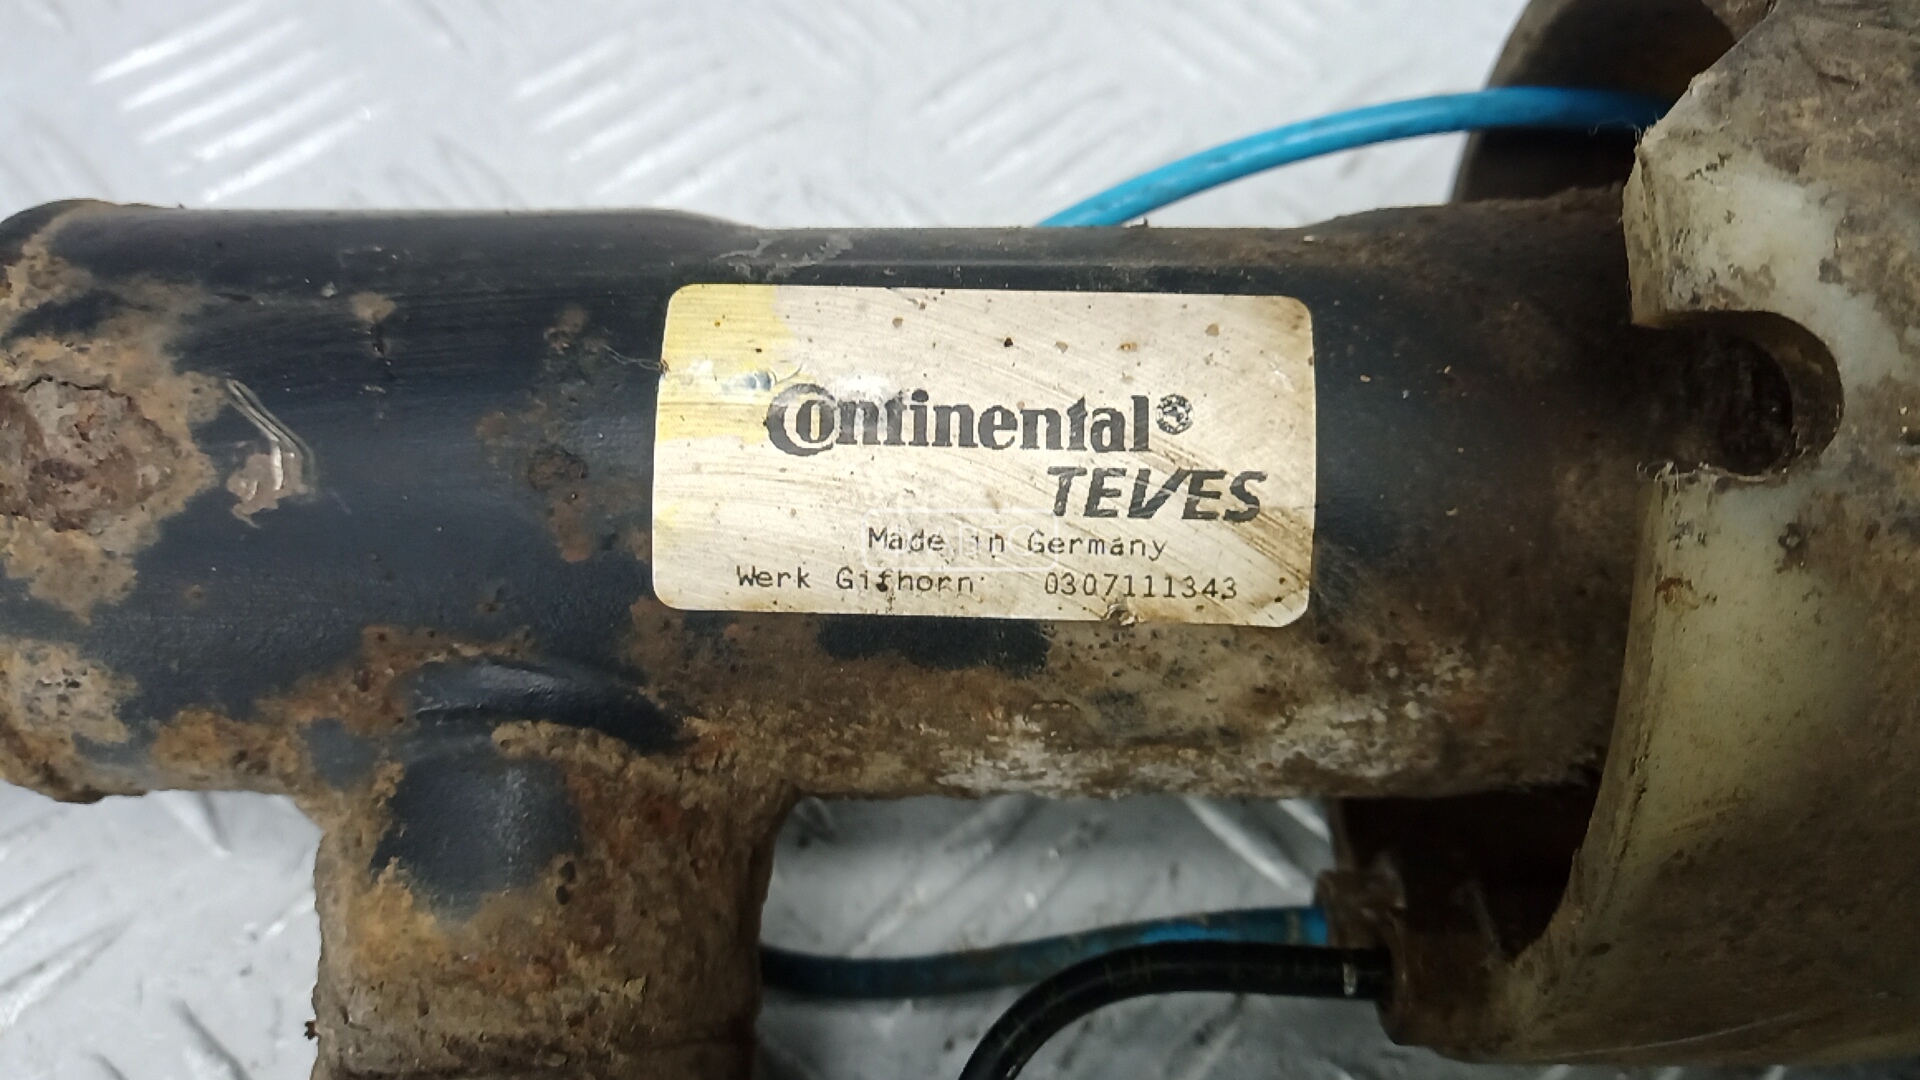 Continental
TEVES
Made in Germany
Werk Gifhorn 0307111343